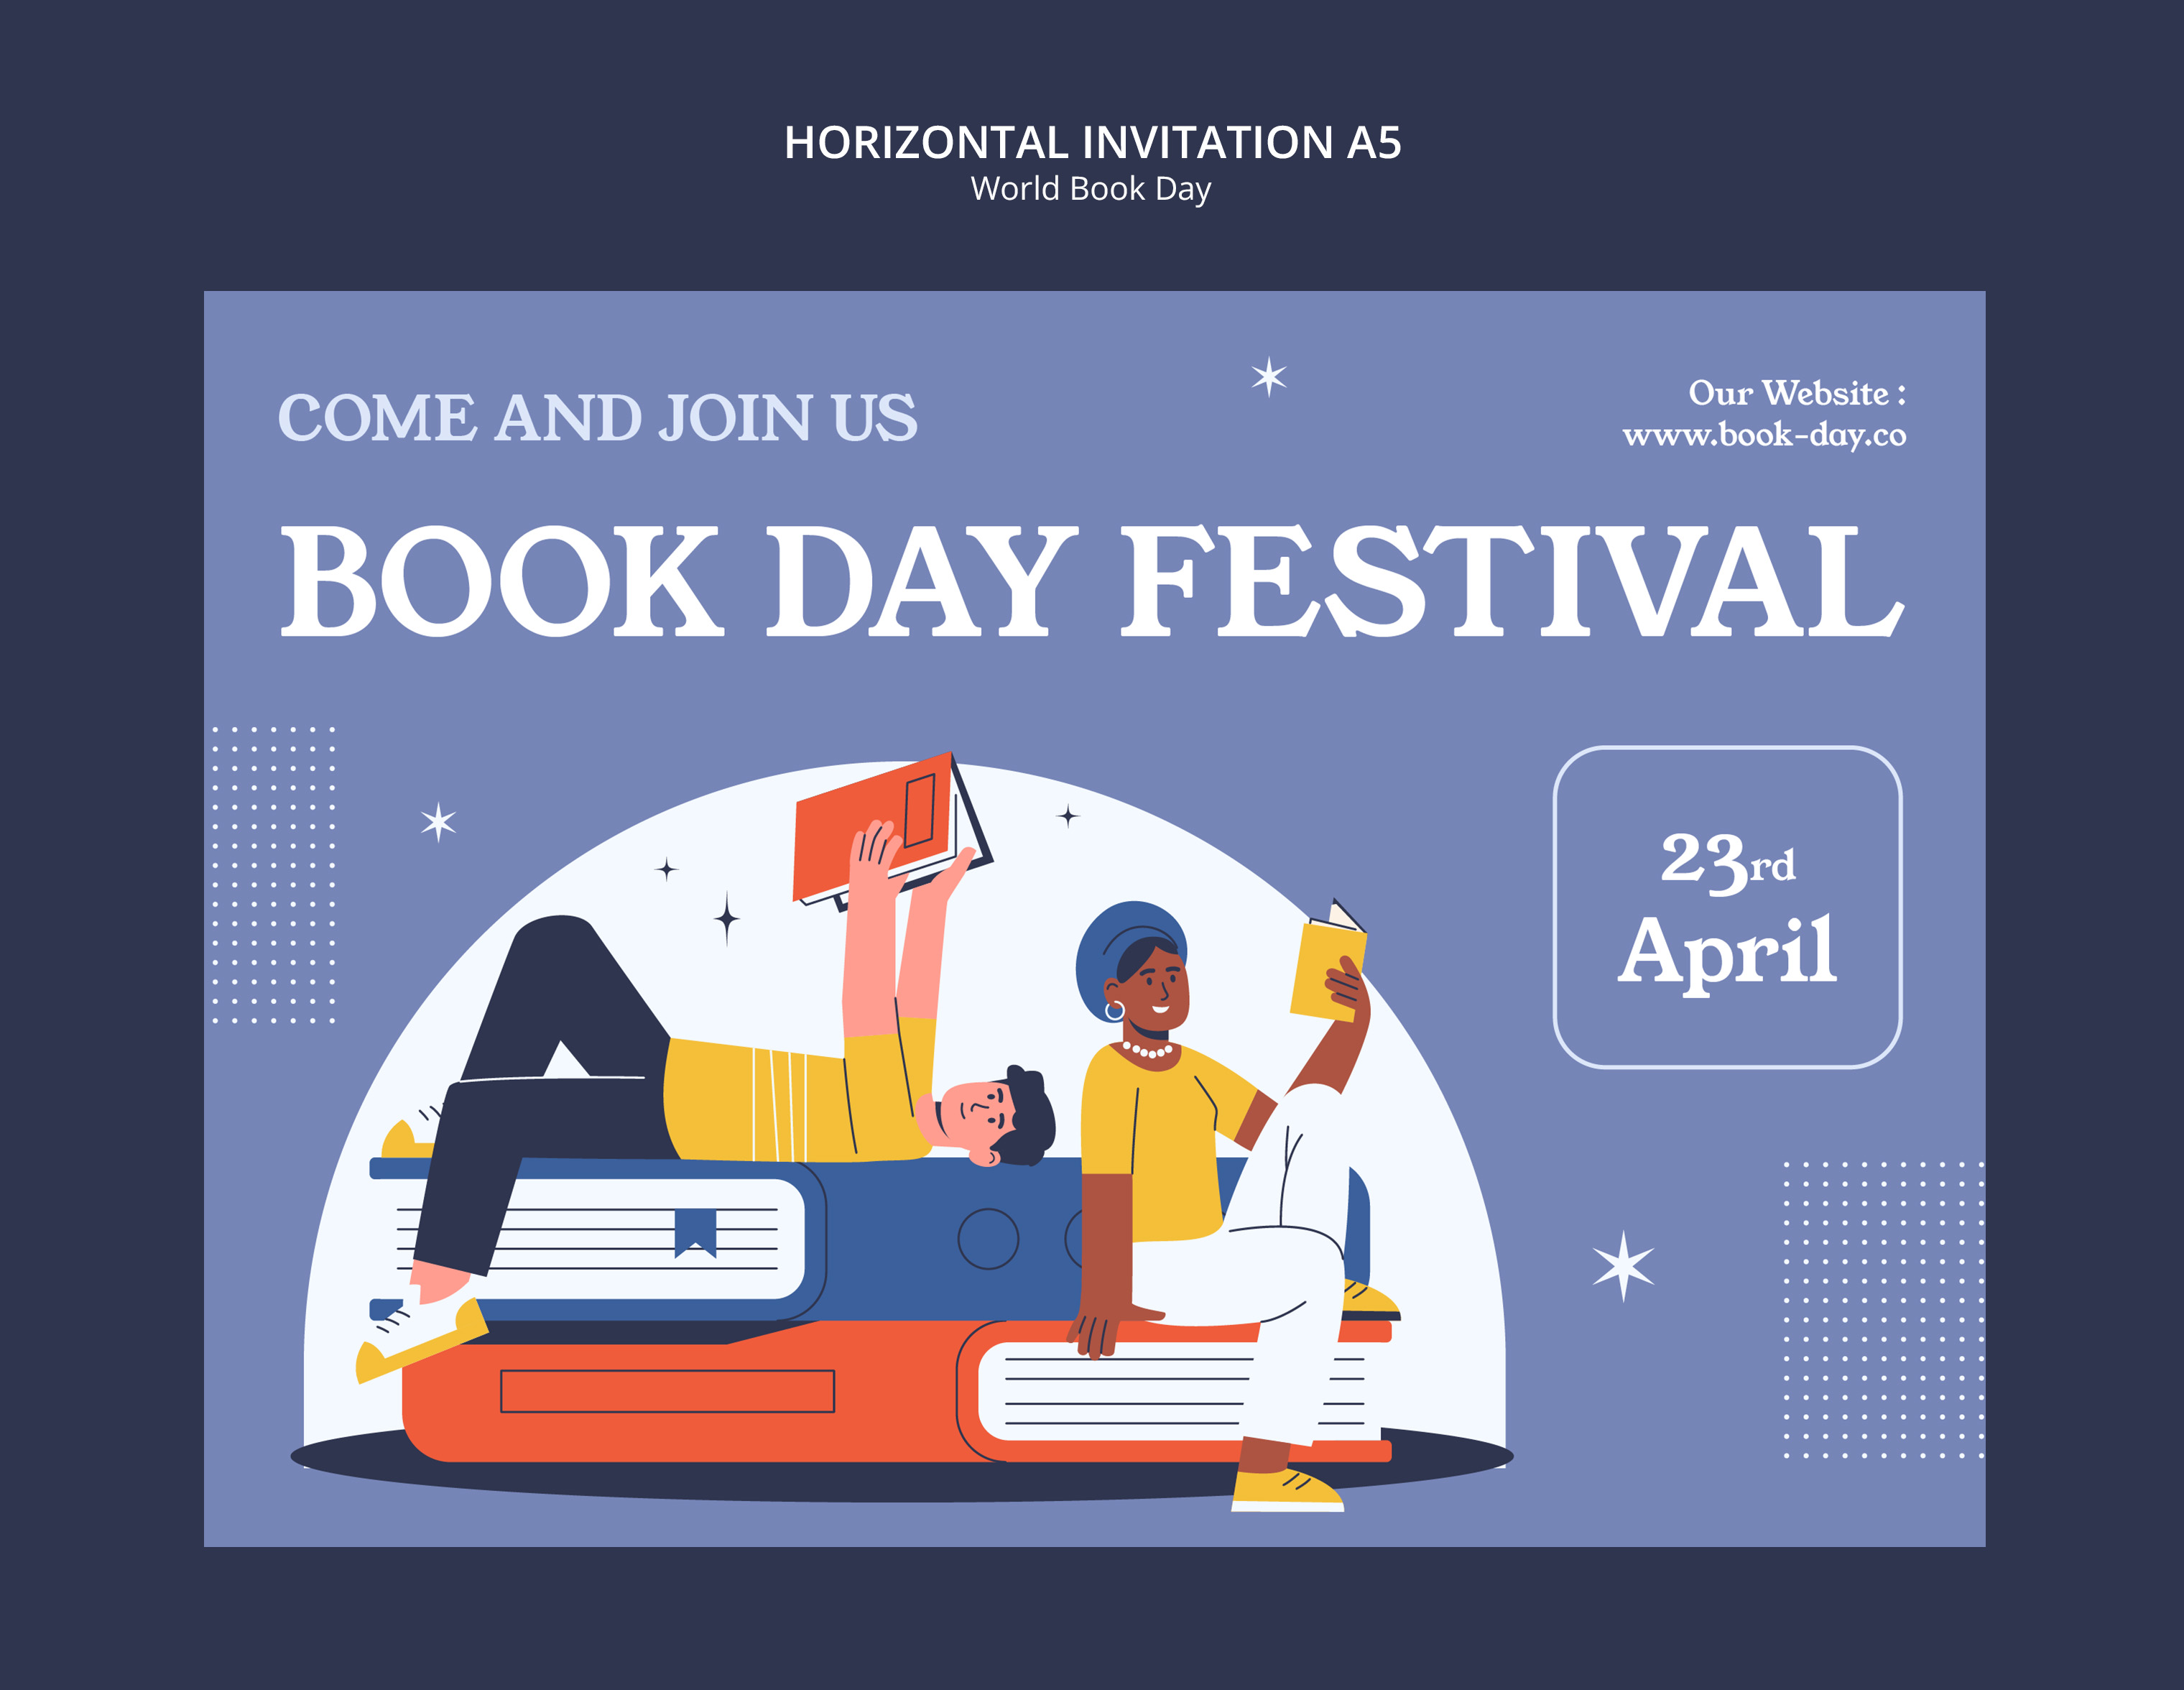 HORIZONTAL INVITATION A5
World Book Day
COME AND JOIN US
Our Website :
www.book-day.co
BOOK DAY FESTIVAL
23rd
April